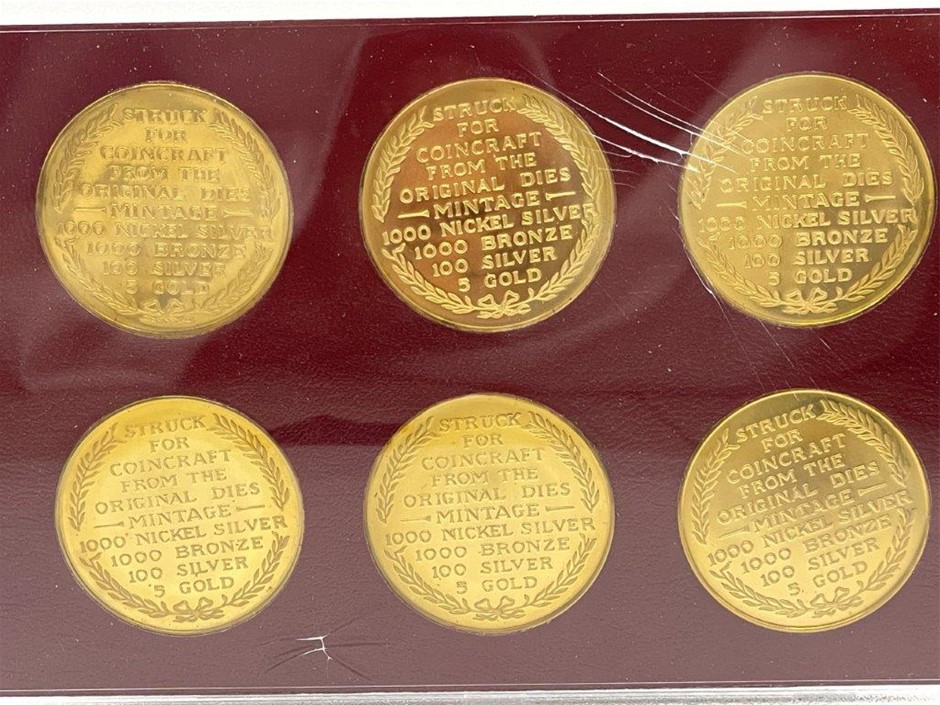 STRUCK
FOR
COINCRAFT
FROM THE
ORIGINAL DIES
MINTAGE
1000 NICKEL SILVER
1000 BRONZE
100 SILVER
5 GOLD
STRUCK
FOR
COINCRAFT
FROM THE
ORIGINAL DIES
MINTAGE
1000 NICKEL SILVER
1000 BRONZE
100 SILVER
5 GOLD
STRUCK
FOR
COINCRAFT
FROM THE
ORIGINAL DIES
MINTAGE
1000 NICKEL SILVER
1000 BRONZE
100 SILVER
5 GOLD
STRUCK
FOR
COINCRAFT
FROM THE
ORIGINAL DIES
MINTAGE
1000 NICKEL SILVER
1000 BRONZE
100 SILVER
5 GOLD
STRUCK
FOR
COINCRAFT
FROM THE
ORIGINAL DIES
MINTAGE
1000 NICKEL SILVER
1000 BRONZE
100 SILVER
5 GOLD
STRUCK
FOR
COINCRAFT
FROM THE
ORIGINAL DIES
MINTAGE
1000 NICKEL SILVER
1000 BRONZE
100 SILVER
5 GOLD